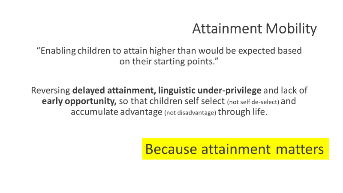 Attainment Mobility
“Enabling children to attain higher than would be expected based
on their starting points.”
Reversing delayed attainment, linguistic under-privilege and lack of
early opportunity, so that children self select (not self de-select) and
accumulate advantage (not disadvantage) through life.
Because attainment matters